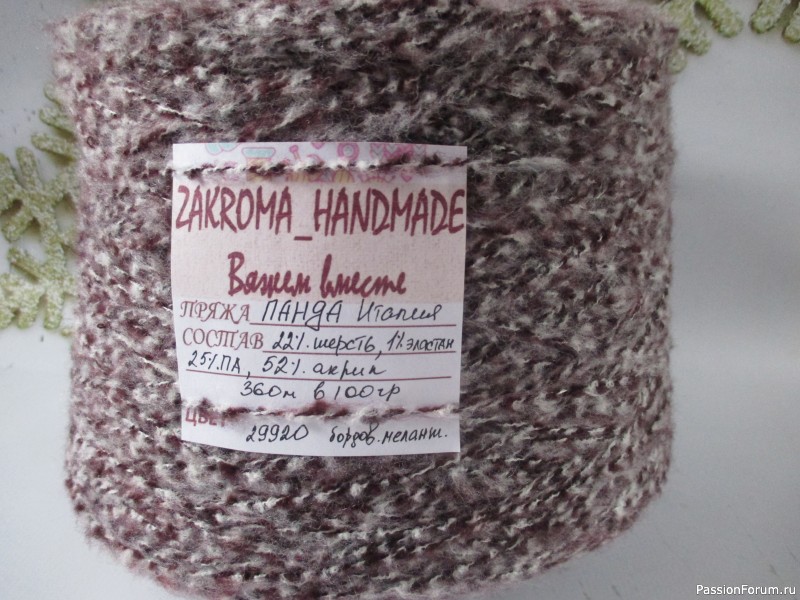 ZAKROMA_HANDMADE
Вяжем вместе
ПРЯЖА ПАНДА Италия
СОСТАВ 22%.шерсть, 1% эластан
25%.ПА, 52%. акрил
360м в 100гр
ЦВЕТ 29920 бордов. меланж.
PassionForum.ru